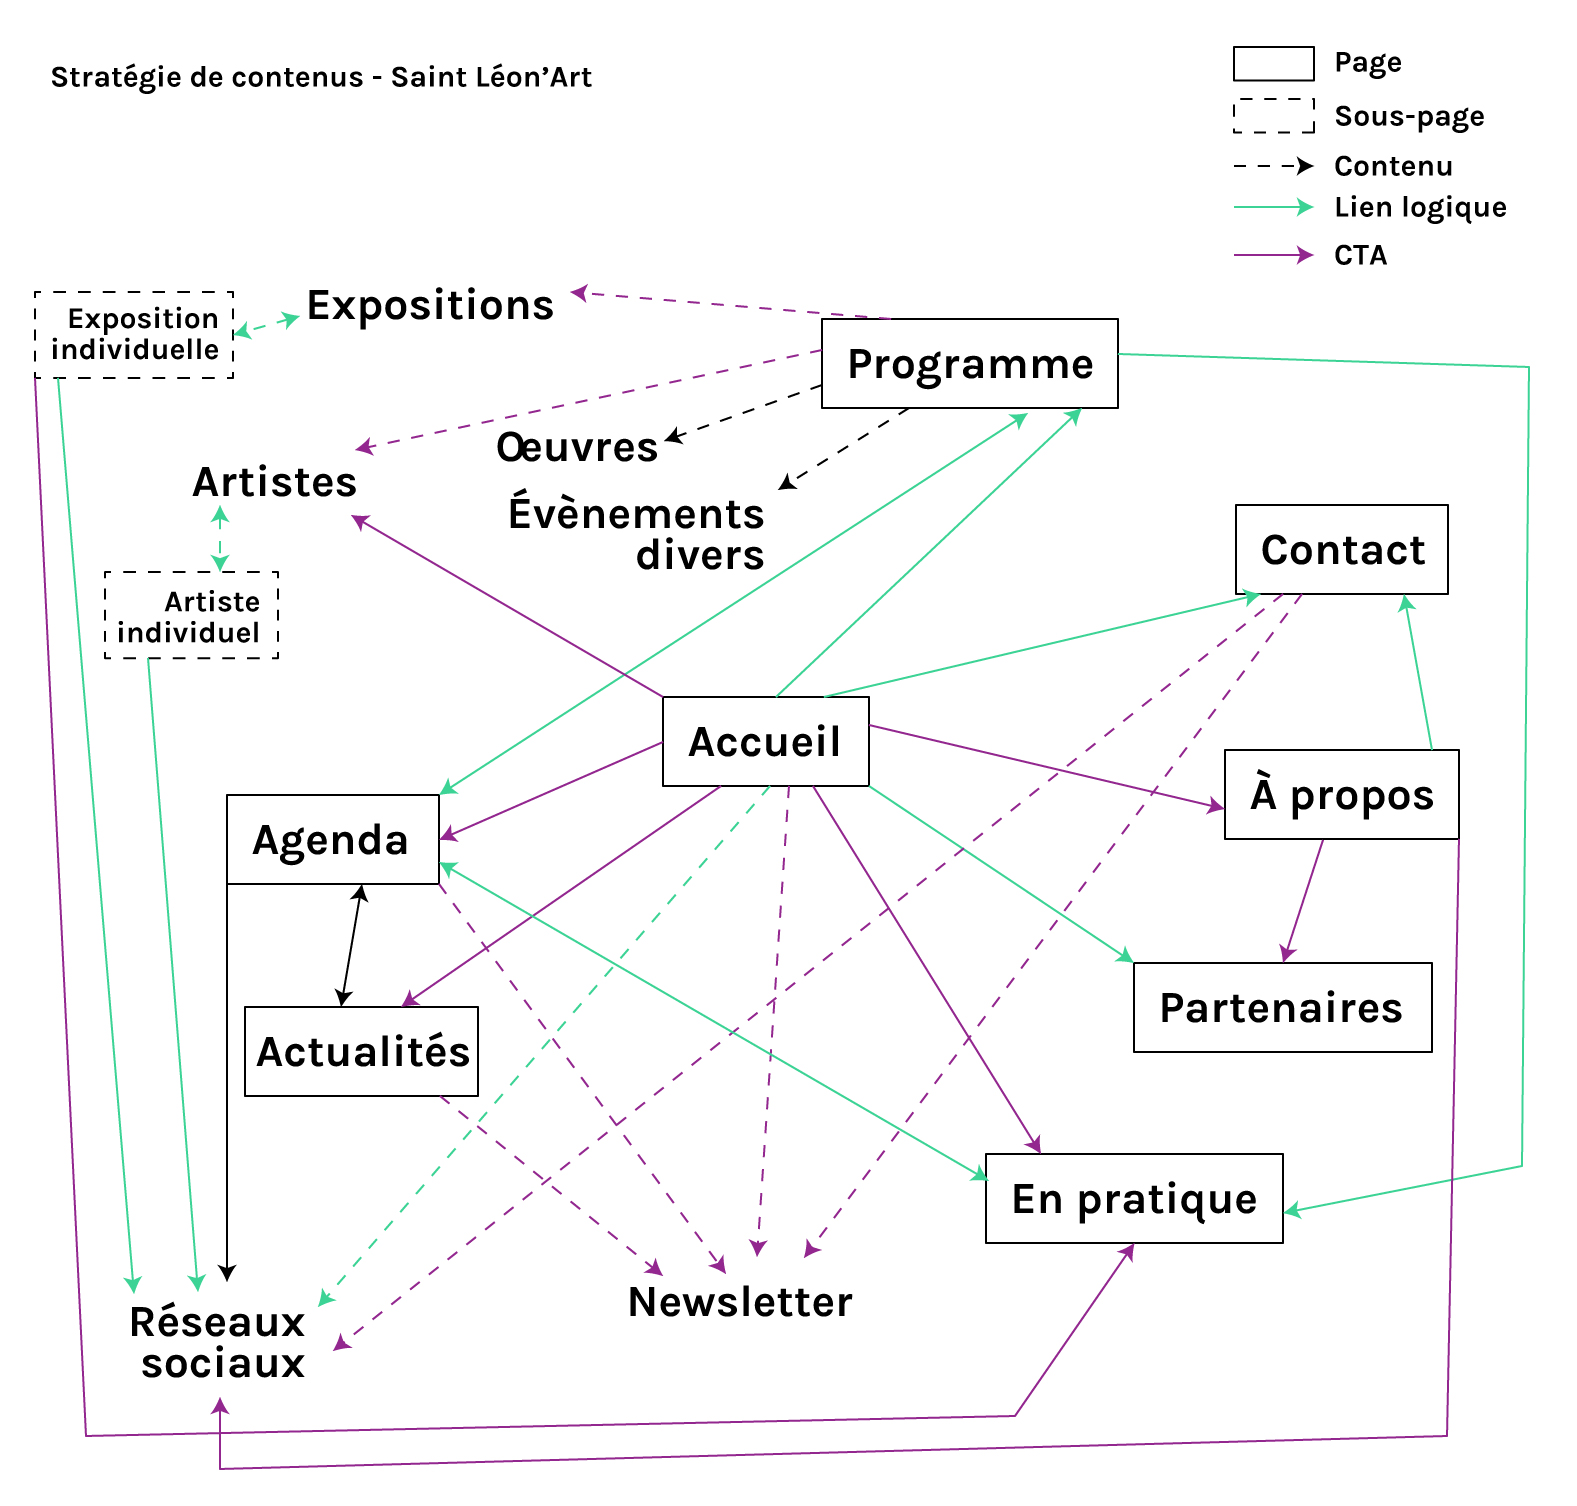 Stratégie de contenus - Saint Léon’Art
Page
Sous-page
Contenu
Lien logique
CTA
Exposition
individuelle
Expositions
Programme
Œuvres
Artistes
Évènements
divers
Contact
Artiste
individuel
Accueil
À propos
Agenda
Partenaires
Actualités
En pratique
Newsletter
Réseaux
sociaux